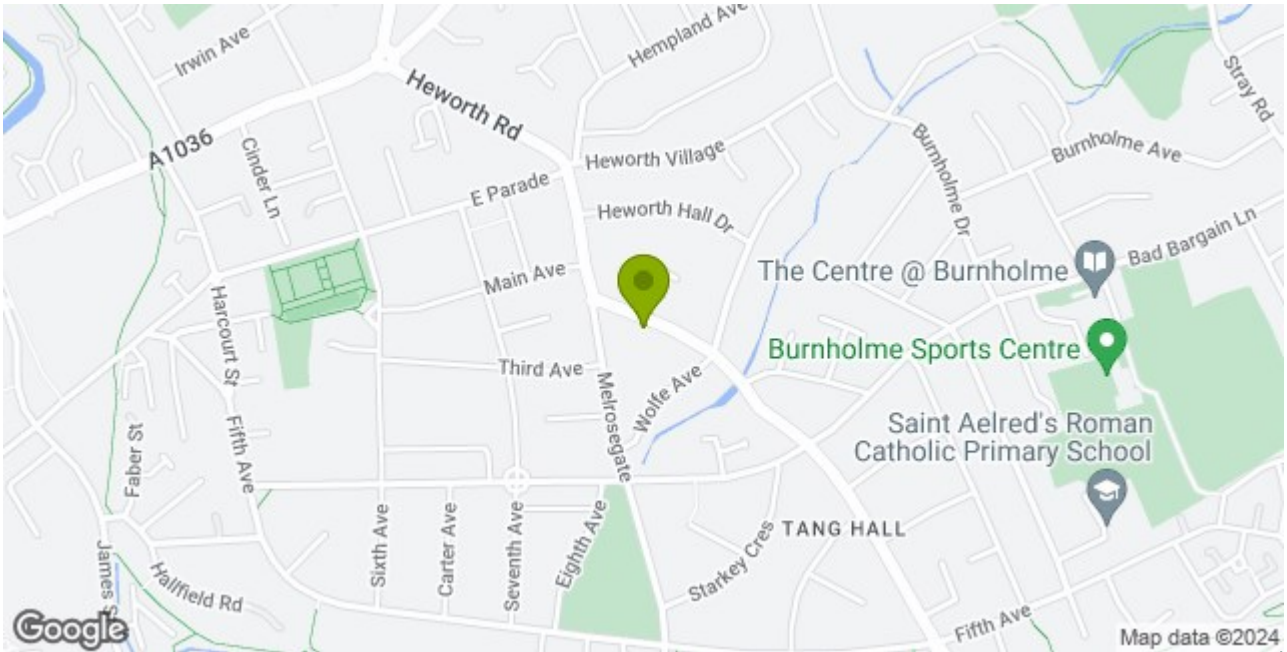 Irwin Ave
Hempland Ave
Heworth Rd
Stray Rd
A1036
Cinder Ln
Heworth Village
Burnholme Dr
Burnholme Ave
E Parade
Heworth Hall Dr
Bad Bargain Ln
The Centre @ Burnholme
Main Ave
Harcourt St
Burnholme Sports Centre
Third Ave
Melrosegate
Wolfe Ave
Saint Aelred's Roman
Catholic Primary School
Faber St
Fifth Ave
TANG HALL
Sixth Ave
Carter Ave
Seventh Ave
Eighth Ave
Starkey Cres
James S
Hallfield Rd
Fifth Ave
Google
Map data ©2024